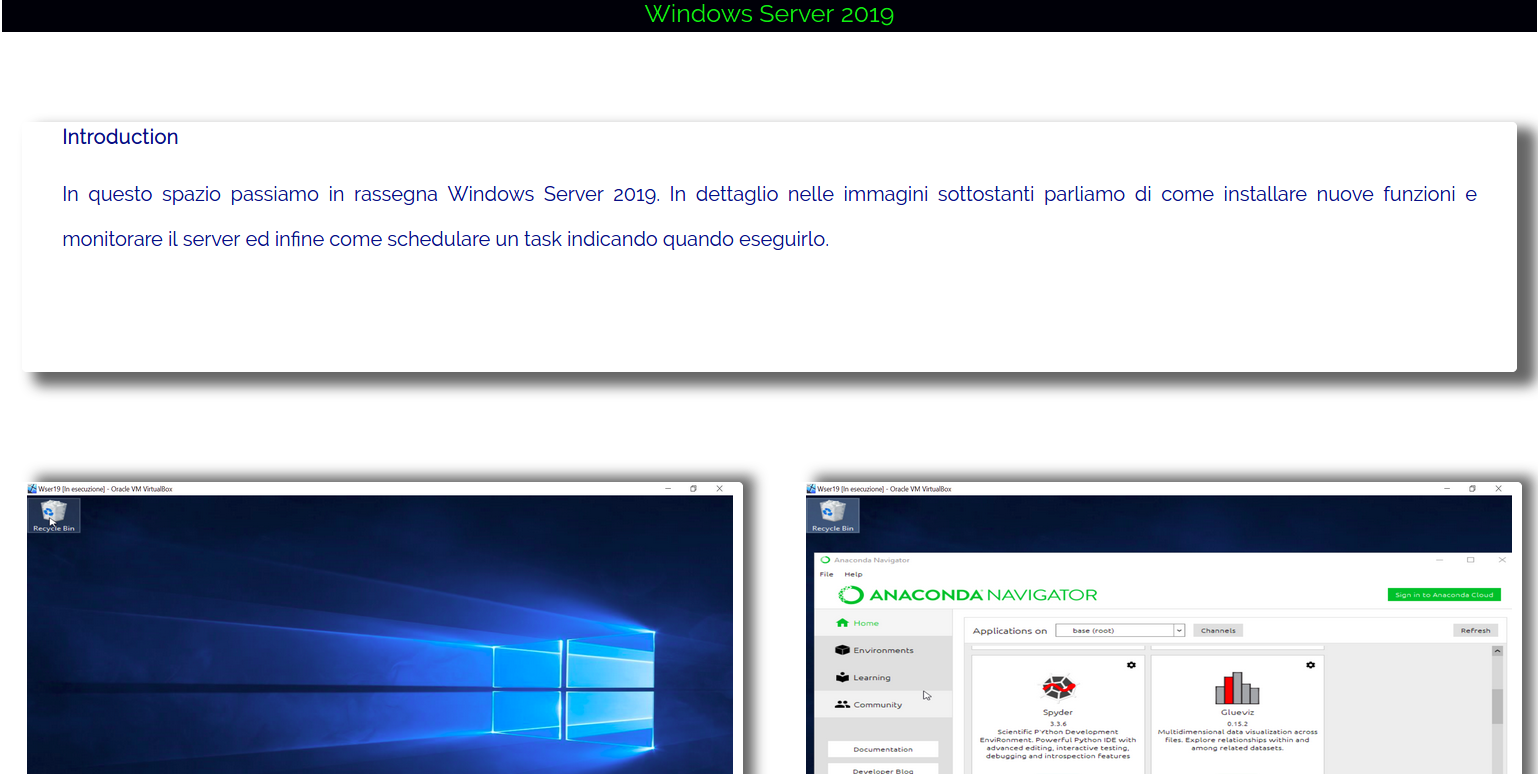 Windows Server 2019
Introduction
In questo spazio passiamo in rassegna Windows Server 2019. In dettaglio nelle immagini sottostanti parliamo di come installare nuove funzioni e
monitorare il server ed infine come schedulare un task indicando quando eseguirlo.
Wser19 [In esecuzione] - Oracle VM VirtualBox
Recycle Bin
Wser19 [In esecuzione] - Oracle VM VirtualBox
Recycle Bin
Anaconda Navigator
File Help
ANACONDA NAVIGATOR
Sign in to Anaconda Cloud
Home
Applications on base (root) Channels Refresh
Environments
Learning
Community
Documentation
Developer Blog
Spyder
3.3.6
Scientific PYthon Development
EnviRonment. Powerful Python IDE with
advanced editing, interactive testing,
debugging and introspection features
Glueviz
0.15.2
Multidimensional data visualization across
files. Explore relationships within and
among related datasets.